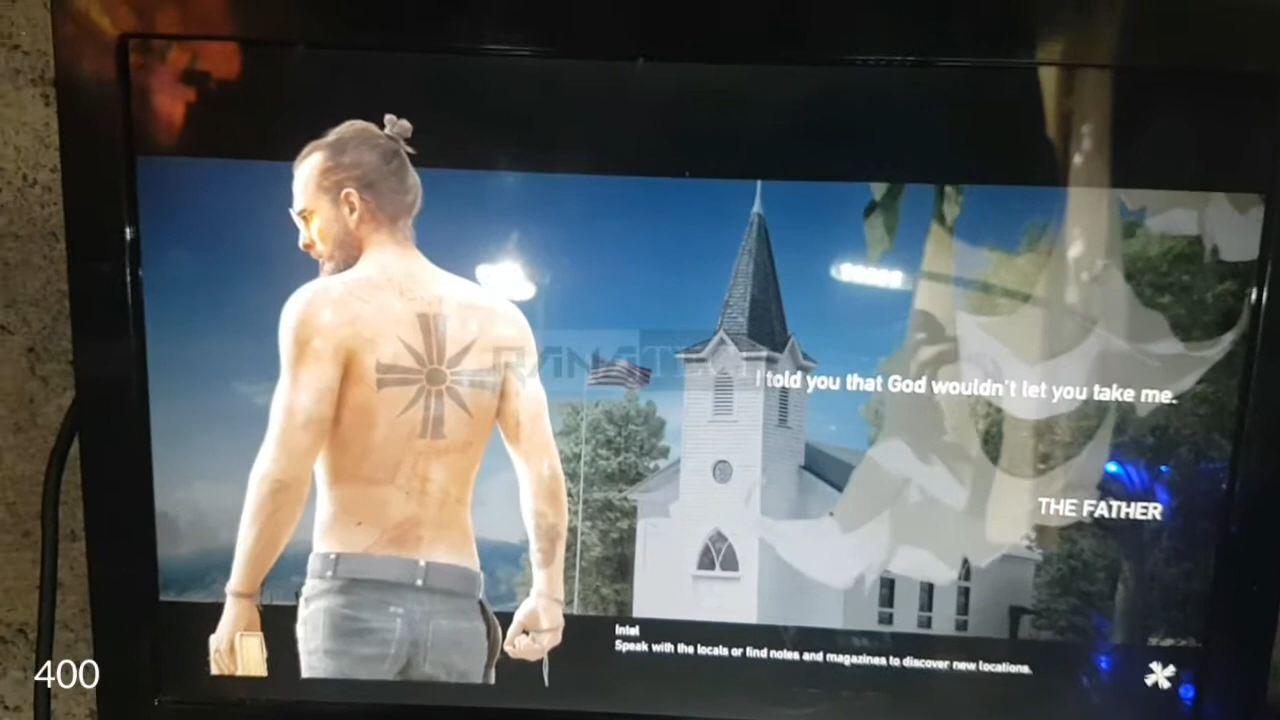 RANATECH
I told you that God wouldn't let you take me.
THE FATHER
Intel
Speak with the locals or find notes and magazines to discover new locations.
400